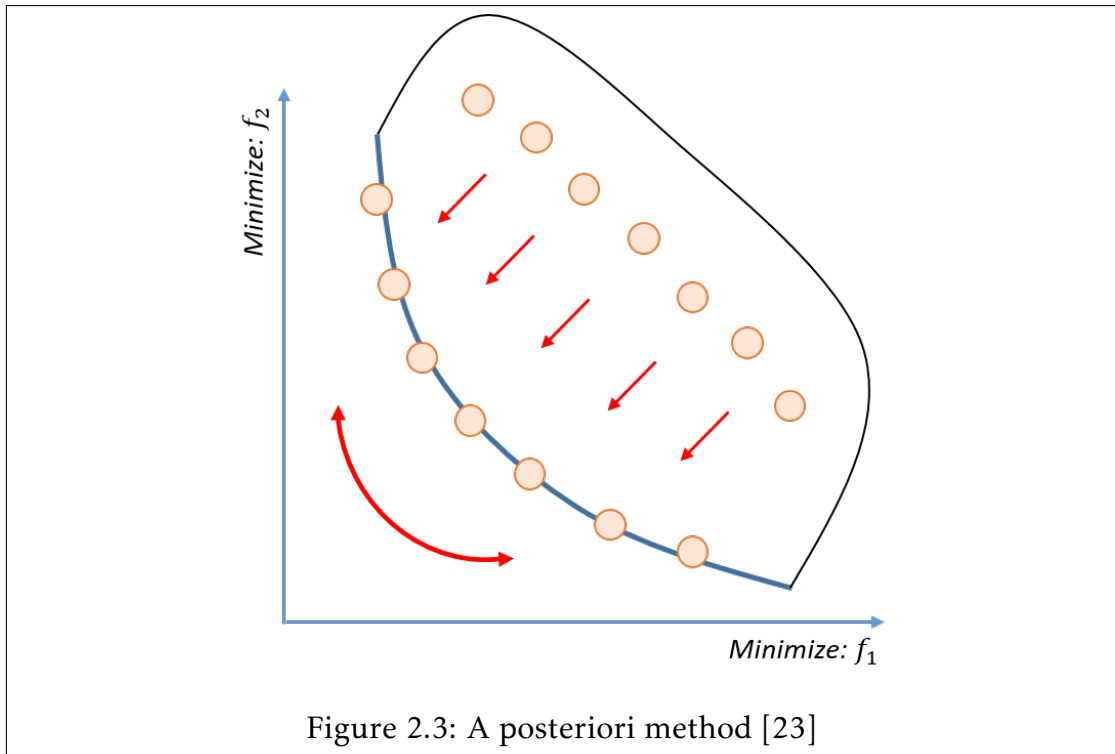 Minimize: f₂
Minimize: f₁
Figure 2.3: A posteriori method [23]